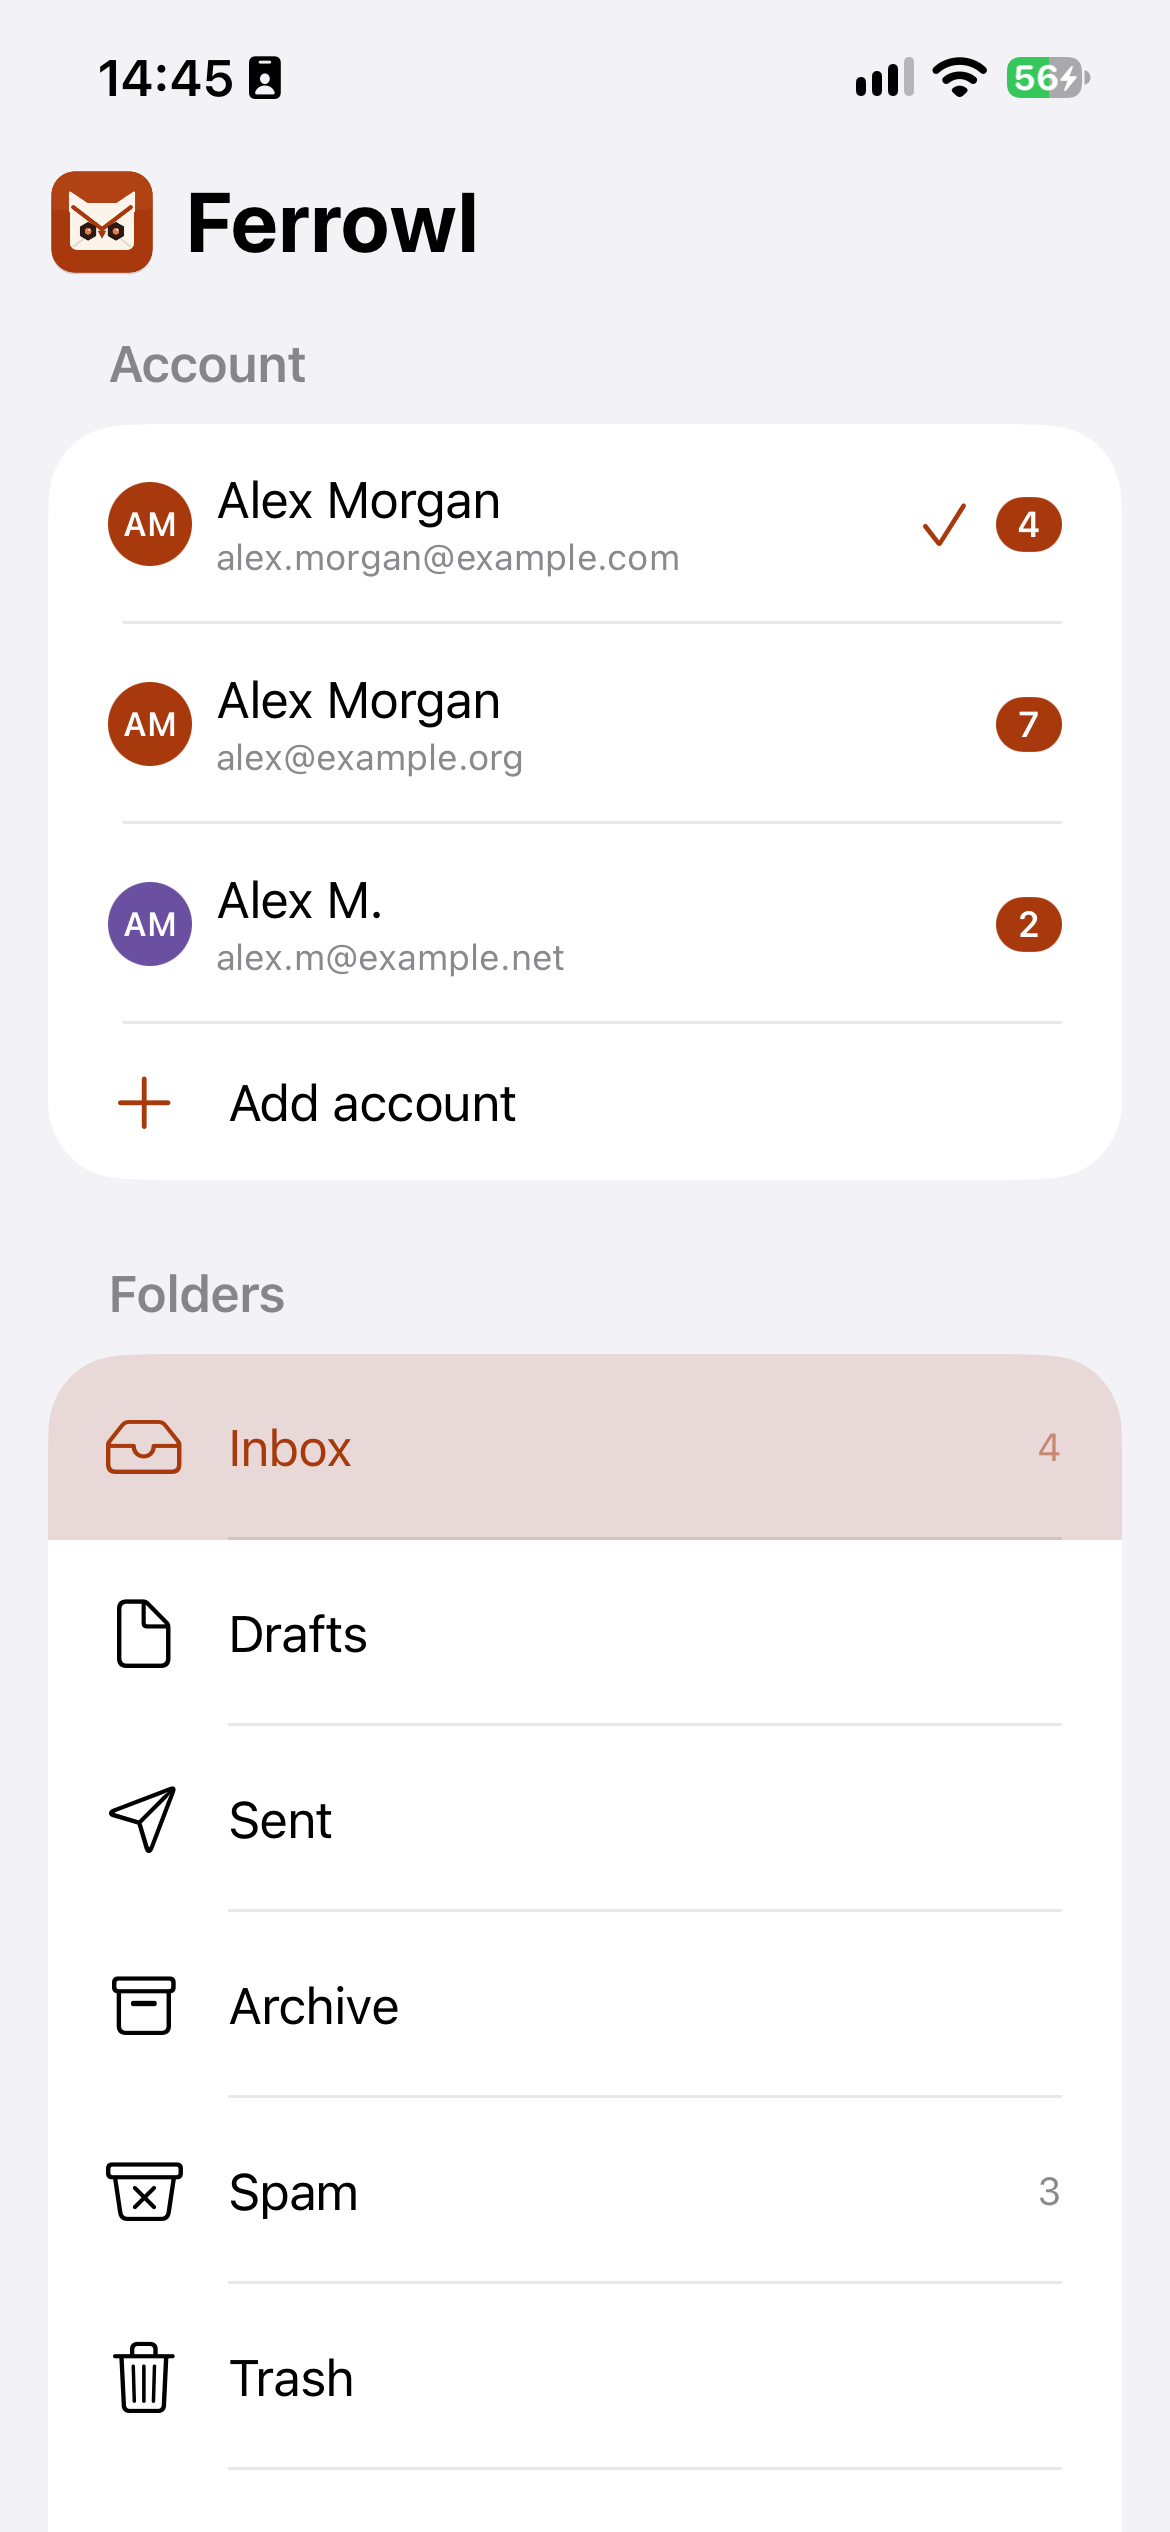 14:45
56
Ferrowl
Account
AM
Alex Morgan
alex.morgan@example.com
4
AM
Alex Morgan
alex@example.org
7
AM
Alex M.
alex.m@example.net
2
Add account
Folders
Inbox
4
Drafts
Sent
Archive
Spam
3
Trash